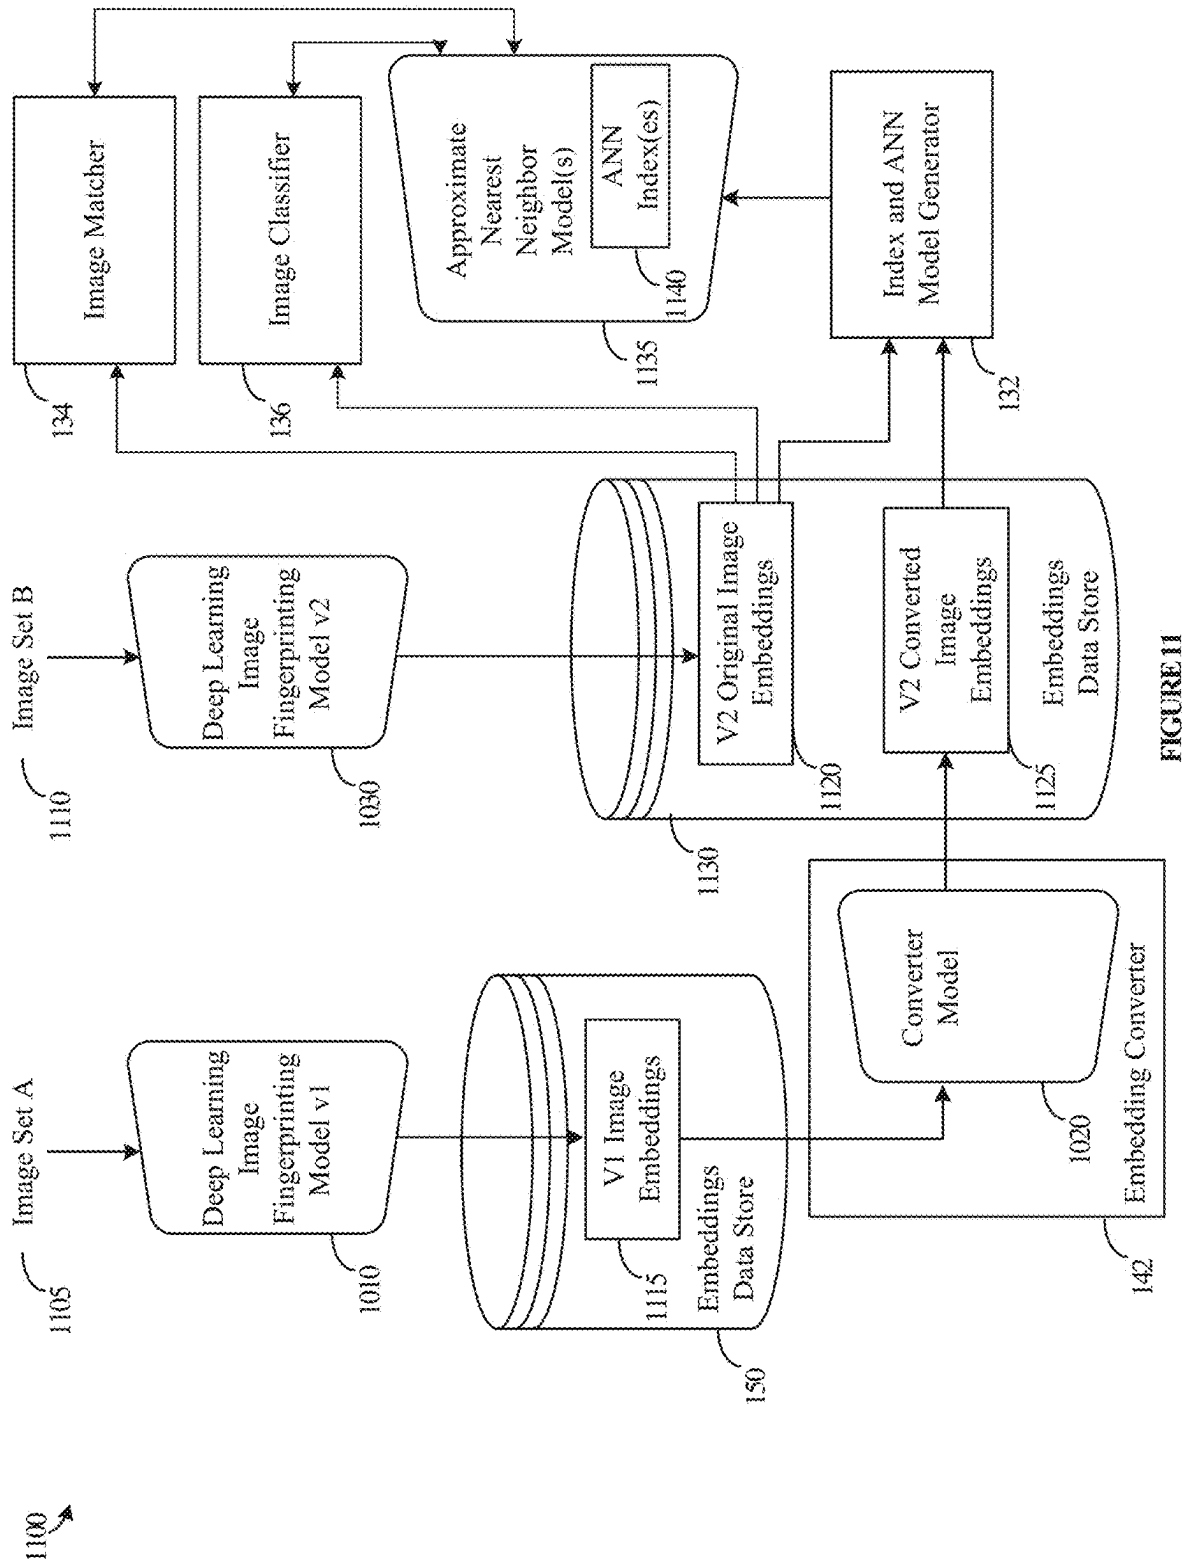 1100
1105
Image Set A
Deep Learning
Image
Fingerprinting
Model v1
1010
V1 Image
Embeddings
1115
Embeddings
Data Store
150
Converter
Model
1020
Embedding Converter
142
1110
Image Set B
Deep Learning
Image
Fingerprinting
Model v2
1030
V2 Original Image
Embeddings
1120
V2 Converted
Image
Embeddings
1125
Embeddings
Data Store
1130
Image Matcher
134
Image Classifier
136
Approximate
Nearest
Neighbor
Model(s)
ANN
Index(es)
1140
1135
Index and ANN
Model Generator
132
FIGURE 11